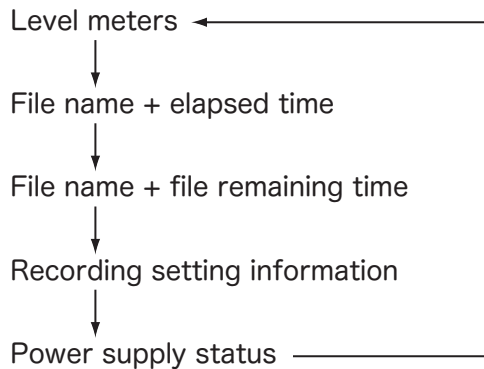 Level meters
File name + elapsed time
File name + file remaining time
Recording setting information
Power supply status